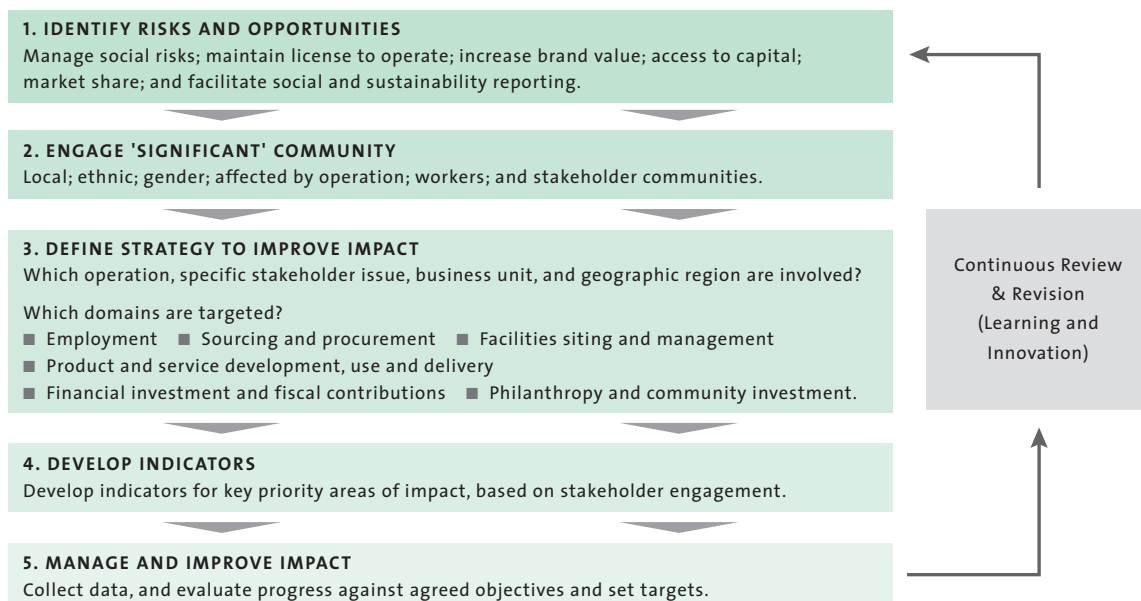 1. IDENTIFY RISKS AND OPPORTUNITIES
Manage social risks; maintain license to operate; increase brand value; access to capital;
market share; and facilitate social and sustainability reporting.
2. ENGAGE 'SIGNIFICANT' COMMUNITY
Local; ethnic; gender; affected by operation; workers; and stakeholder communities.
3. DEFINE STRATEGY TO IMPROVE IMPACT
Which operation, specific stakeholder issue, business unit, and geographic region are involved?
Which domains are targeted?
■ Employment ■ Sourcing and procurement ■ Facilities siting and management
■ Product and service development, use and delivery
■ Financial investment and fiscal contributions ■ Philanthropy and community investment.
4. DEVELOP INDICATORS
Develop indicators for key priority areas of impact, based on stakeholder engagement.
5. MANAGE AND IMPROVE IMPACT
Collect data, and evaluate progress against agreed objectives and set targets.
Continuous Review
& Revision
(Learning and
Innovation)